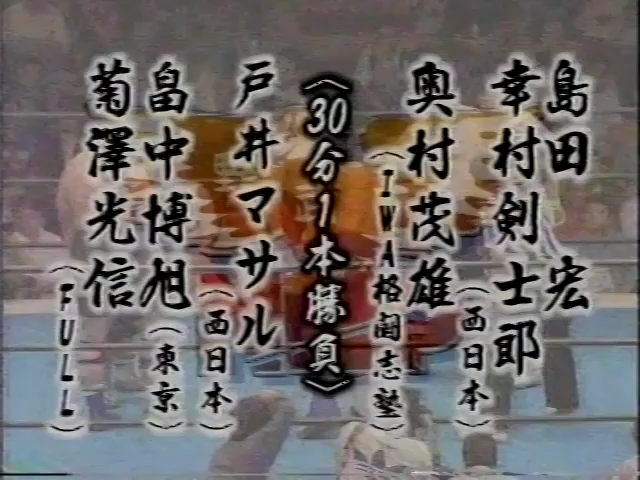 島田宏
幸村剣士郎(西日本)
奥村茂雄(IWA格闘志塾)
《30分1本勝負》
戸井マサル(西日本)
畠中博旭(東京)
菊澤光信(FULL)